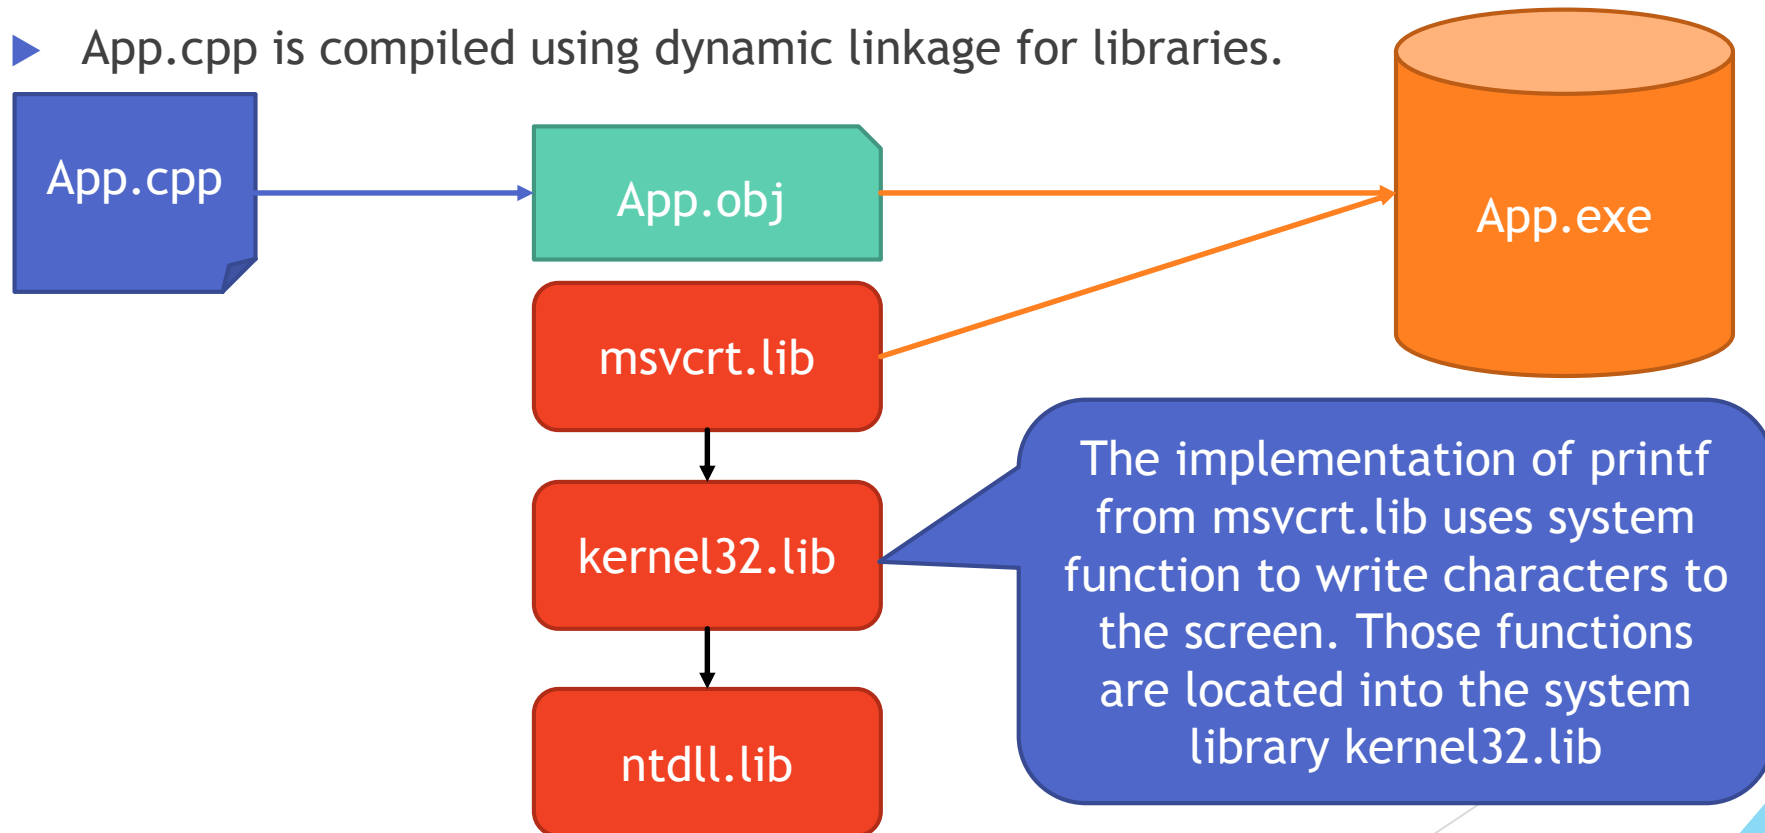 App.cpp is compiled using dynamic linkage for libraries.
App.cpp
App.obj
App.exe
msvcrt.lib
kernel32.lib
The implementation of printf
from msvcrt.lib uses system
function to write characters to
the screen. Those functions
are located into the system
library kernel32.lib
ntdll.lib